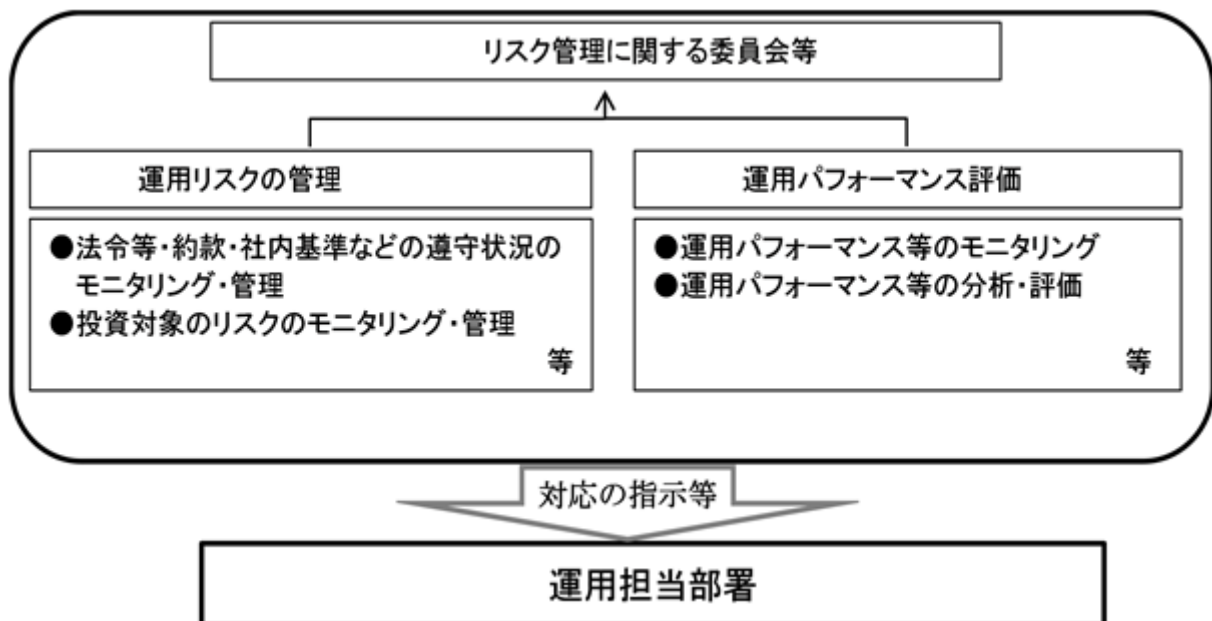 リスク管理に関する委員会等
運用リスクの管理
●法令等・約款・社内基準などの遵守状況の
モニタリング・管理
●投資対象のリスクのモニタリング・管理
等
運用パフォーマンス評価
●運用パフォーマンス等のモニタリング
●運用パフォーマンス等の分析・評価
等
対応の指示等
運用担当部署